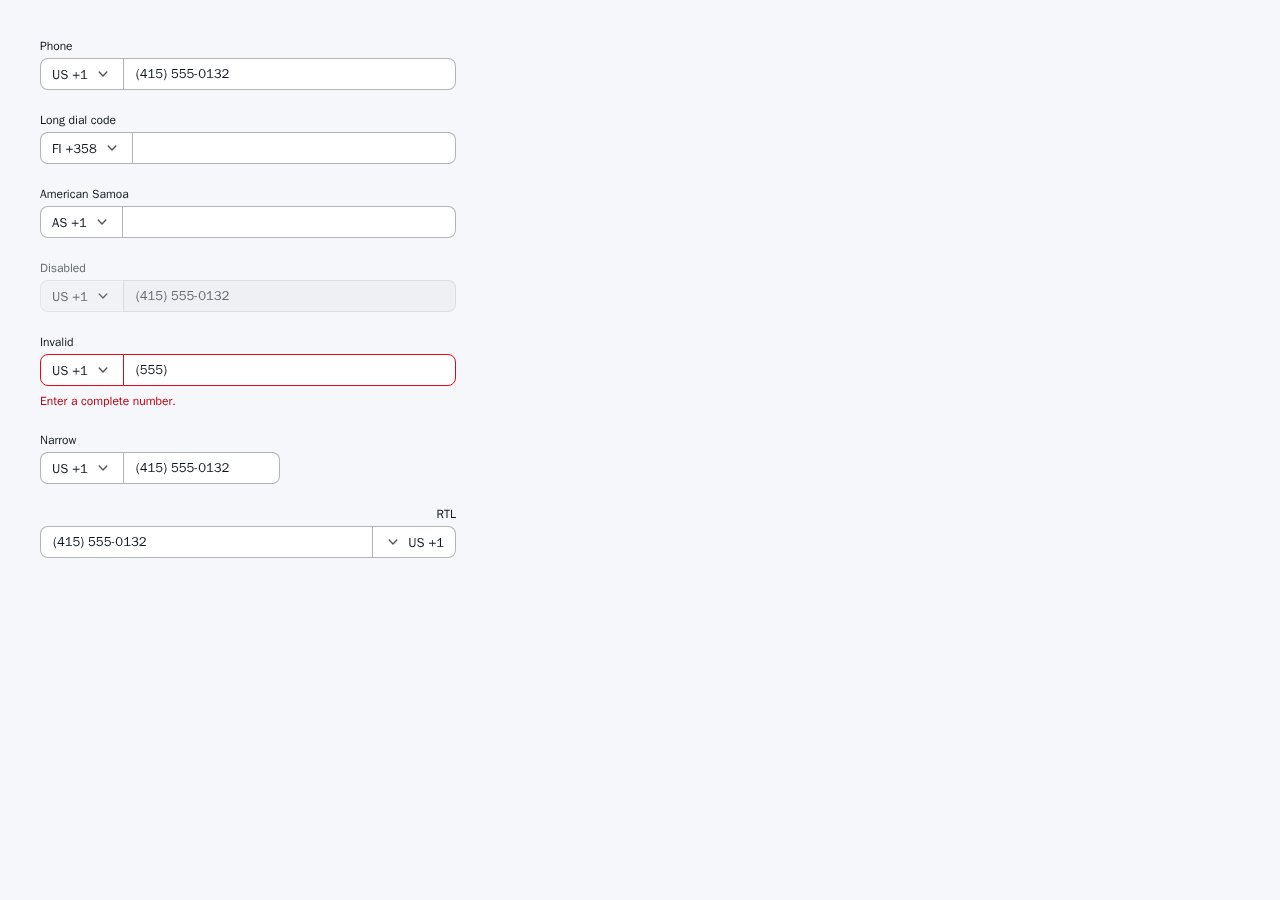 Phone
US +1 (415) 555-0132
Long dial code
FI +358
American Samoa
AS +1
Disabled
US +1 (415) 555-0132
Invalid
US +1 (555)
Enter a complete number.
Narrow
US +1 (415) 555-0132
RTL
(415) 555-0132 US +1